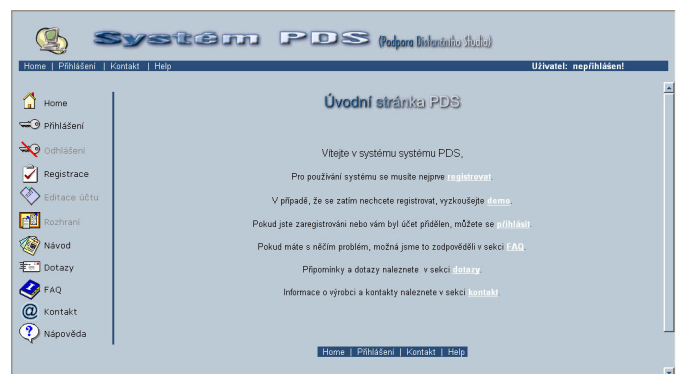 Systém PDS (Podpora Distančního Studia)
Home | Přihlášení | Kontakt | Help
Uživatel: nepřihlášen!
Home
Přihlášení
Odhlášení
Registrace
Editace účtu
Rozhraní
Návod
Dotazy
FAQ
Kontakt
Nápověda
Úvodní stránka PDS
Vítejte v systému systému PDS,
Pro používání systému se musíte nejprve registrovat.
V případě, že se zatím nechcete registrovat, vyzkoušejte demo.
Pokud jste zaregistrováni nebo vám byl účet přidělen, můžete se přihlásit.
Pokud máte s něčím problém, možná jsme to zodpověděli v sekci FAQ.
Připomínky a dotazy naleznete v sekci dotazy.
Informace o výrobci a kontakty naleznete v sekci kontakt.
Home | Přihlášení | Kontakt | Help